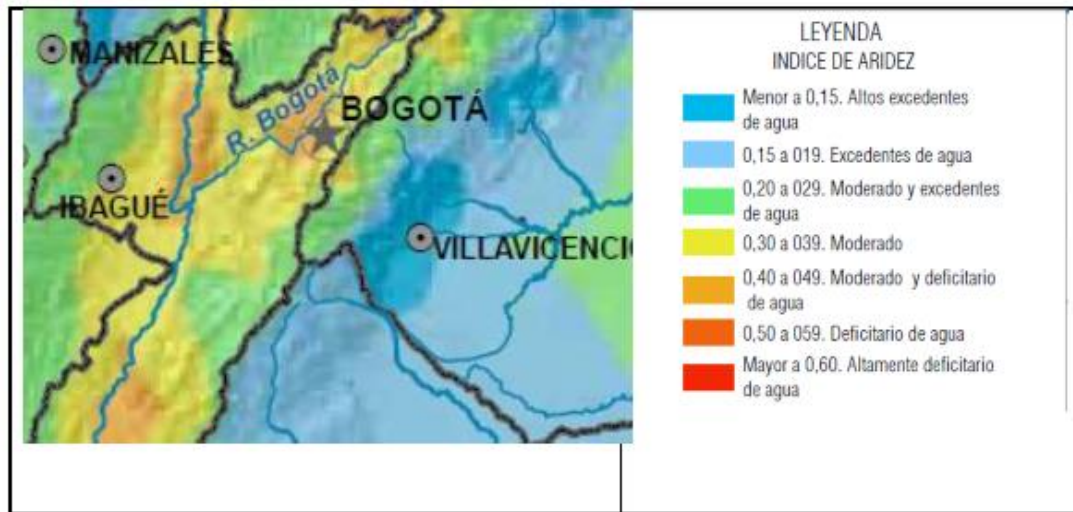 MANIZALES
R. Bogotá
BOGOTÁ
IBAGUÉ
VILLAVICENCI
LEYENDA
INDICE DE ARIDEZ
Menor a 0,15. Altos excedentes
de agua
0,15 a 019. Excedentes de agua
0,20 a 029. Moderado y excedentes
de agua
0,30 a 039. Moderado
0,40 a 049. Moderado y deficitario
de agua
0,50 a 059. Deficitario de agua
Mayor a 0,60. Altamente deficitario
de agua